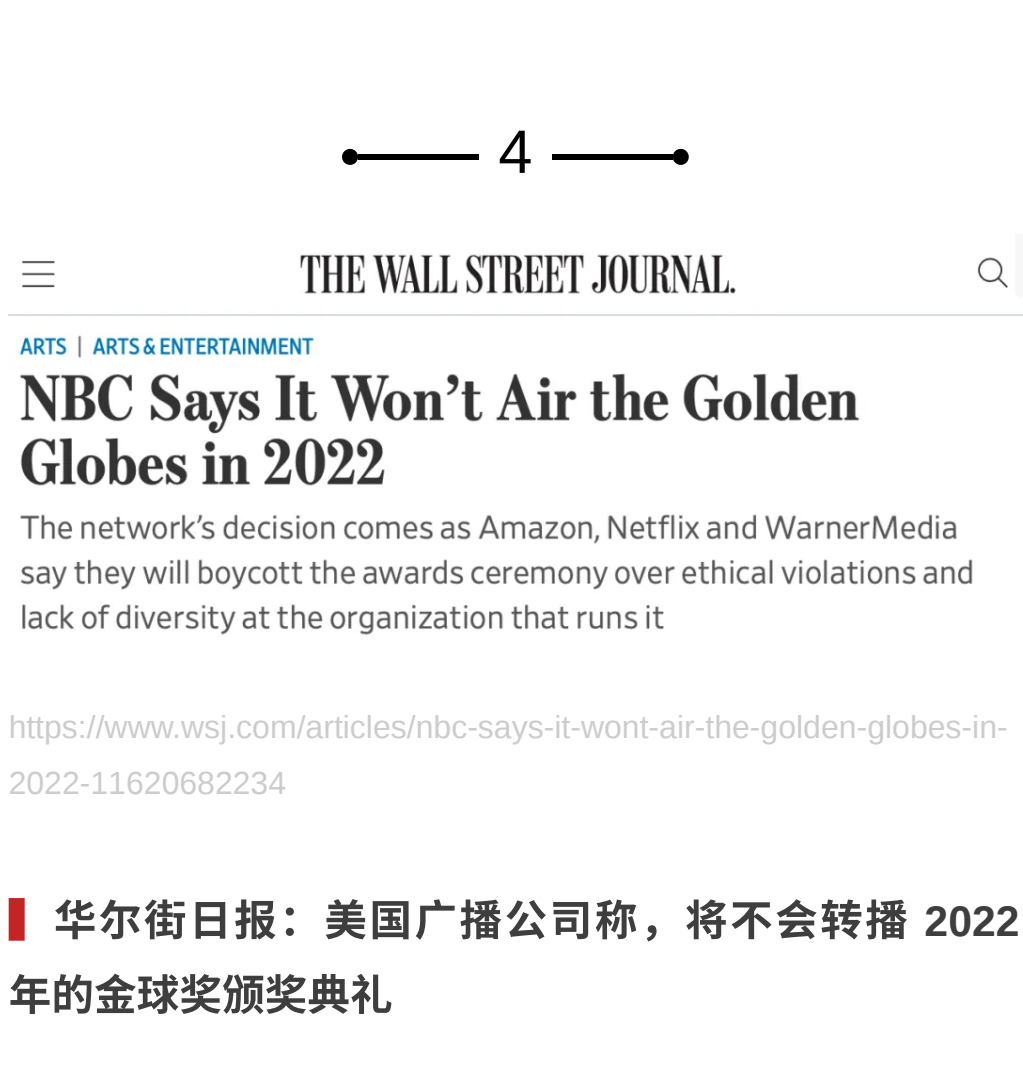 4
THE WALL STREET JOURNAL.
ARTS | ARTS & ENTERTAINMENT
NBC Says It Won’t Air the Golden
Globes in 2022
The network’s decision comes as Amazon, Netflix and WarnerMedia
say they will boycott the awards ceremony over ethical violations and
lack of diversity at the organization that runs it
https://www.wsj.com/articles/nbc-says-it-wont-air-the-golden-globes-in-
2022-11620682234
华尔街日报：美国广播公司称，将不会转播 2022
年的金球奖颁奖典礼